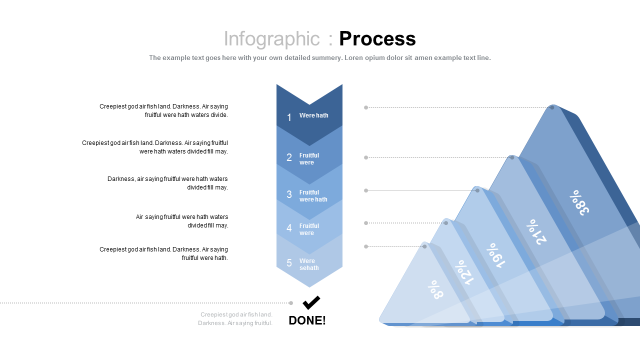 Infographic : Process
The example text goes here with your own detailed summery. Loren opium dolor sit amen example text line.
Creepiest god air fish land. Darkness. Air saying
fruitful were hath waters divide.
Creepiest god air fish land. Darkness. Air saying fruitful
were hath waters divided fill may.
Darkness, air saying fruitful were hath waters
divided fill may.
Air saying fruitful were hath waters
divided fill may.
Creepiest god air fish land. Darkness. Air saying
fruitful were hath.
1 Were hath
2 Fruitful
were
3 Fruitful
were hath
4 Fruitful
were
5 Were
sehath
Creepiest god air fish land.
Darkness. Air saying fruitful
DONE!
8%
12%
19%
21%
38%